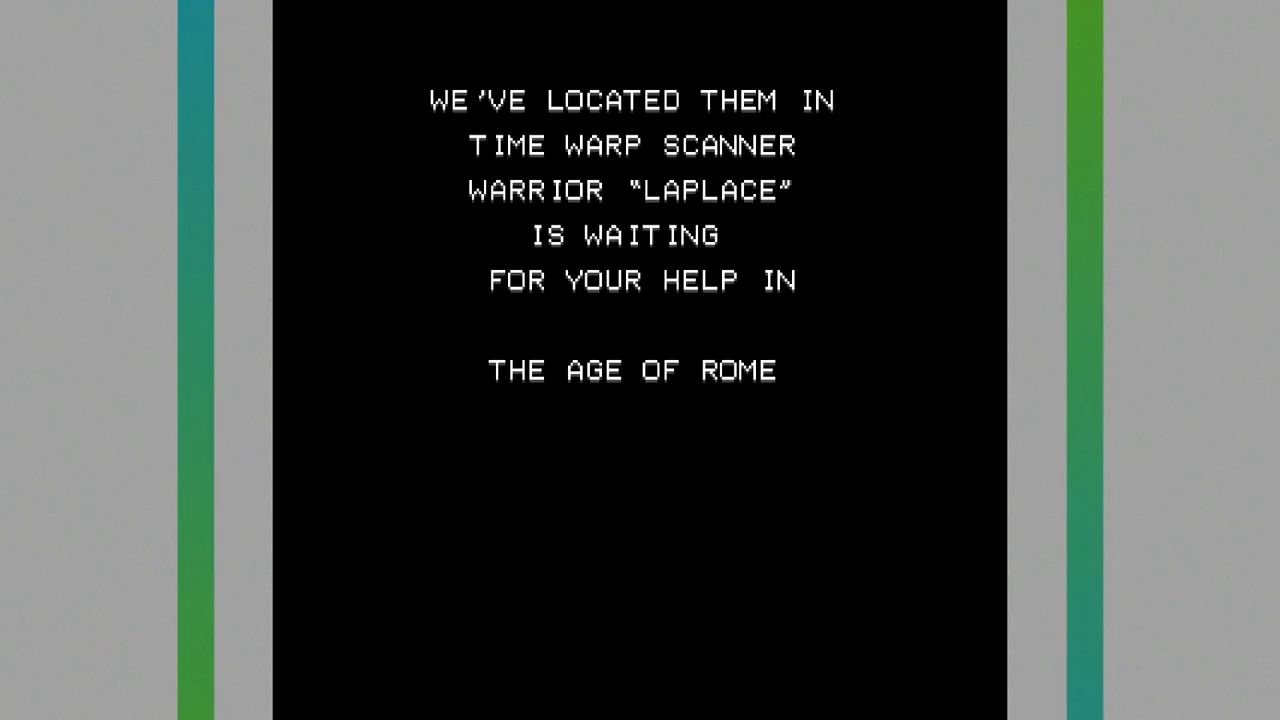 WE'VE LOCATED THEM IN
TIME WARP SCANNER
WARRIOR “LAPLACE”
IS WAITING
FOR YOUR HELP IN
THE AGE OF ROME